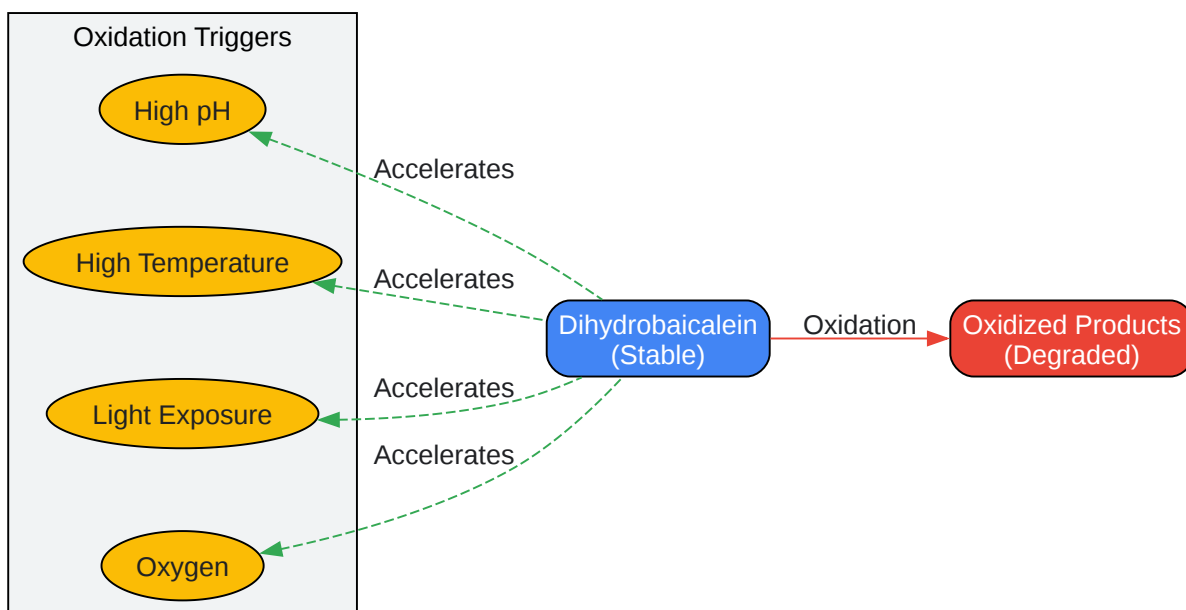 Oxidation Triggers
High pH
Accelerates
High Temperature
Accelerates
Dihydrobaicalein
(Stable)
Oxidation
Oxidized Products
(Degraded)
Light Exposure
Accelerates
Accelerates
Oxygen